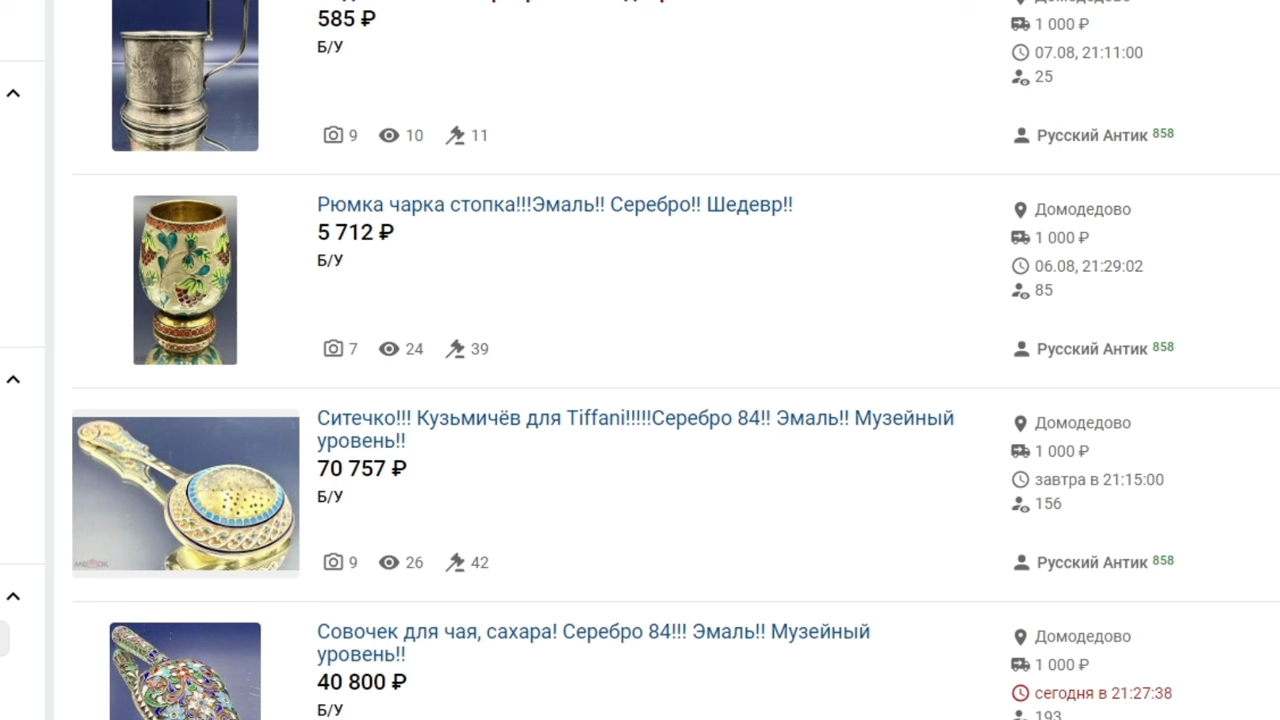 585 ₽
Б/У
9 10 11
Домодедово
1 000 ₽
07.08, 21:11:00
25
Русский Антик 858
Рюмка чарка стопка!!!Эмаль!! Серебро!! Шедевр!!
5 712 ₽
Б/У
7 24 39
Домодедово
1 000 ₽
06.08, 21:29:02
85
Русский Антик 858
Ситечко!!! Кузьмичёв для Tiffani!!!!!Серебро 84!! Эмаль!! Музейный
уровень!!
70 757 ₽
Б/У
9 26 42
Домодедово
1 000 ₽
завтра в 21:15:00
156
Русский Антик 858
Совочек для чая, сахара! Серебро 84!!! Эмаль!! Музейный
уровень!!
40 800 ₽
Б/У
Домодедово
1 000 ₽
сегодня в 21:27:38
193